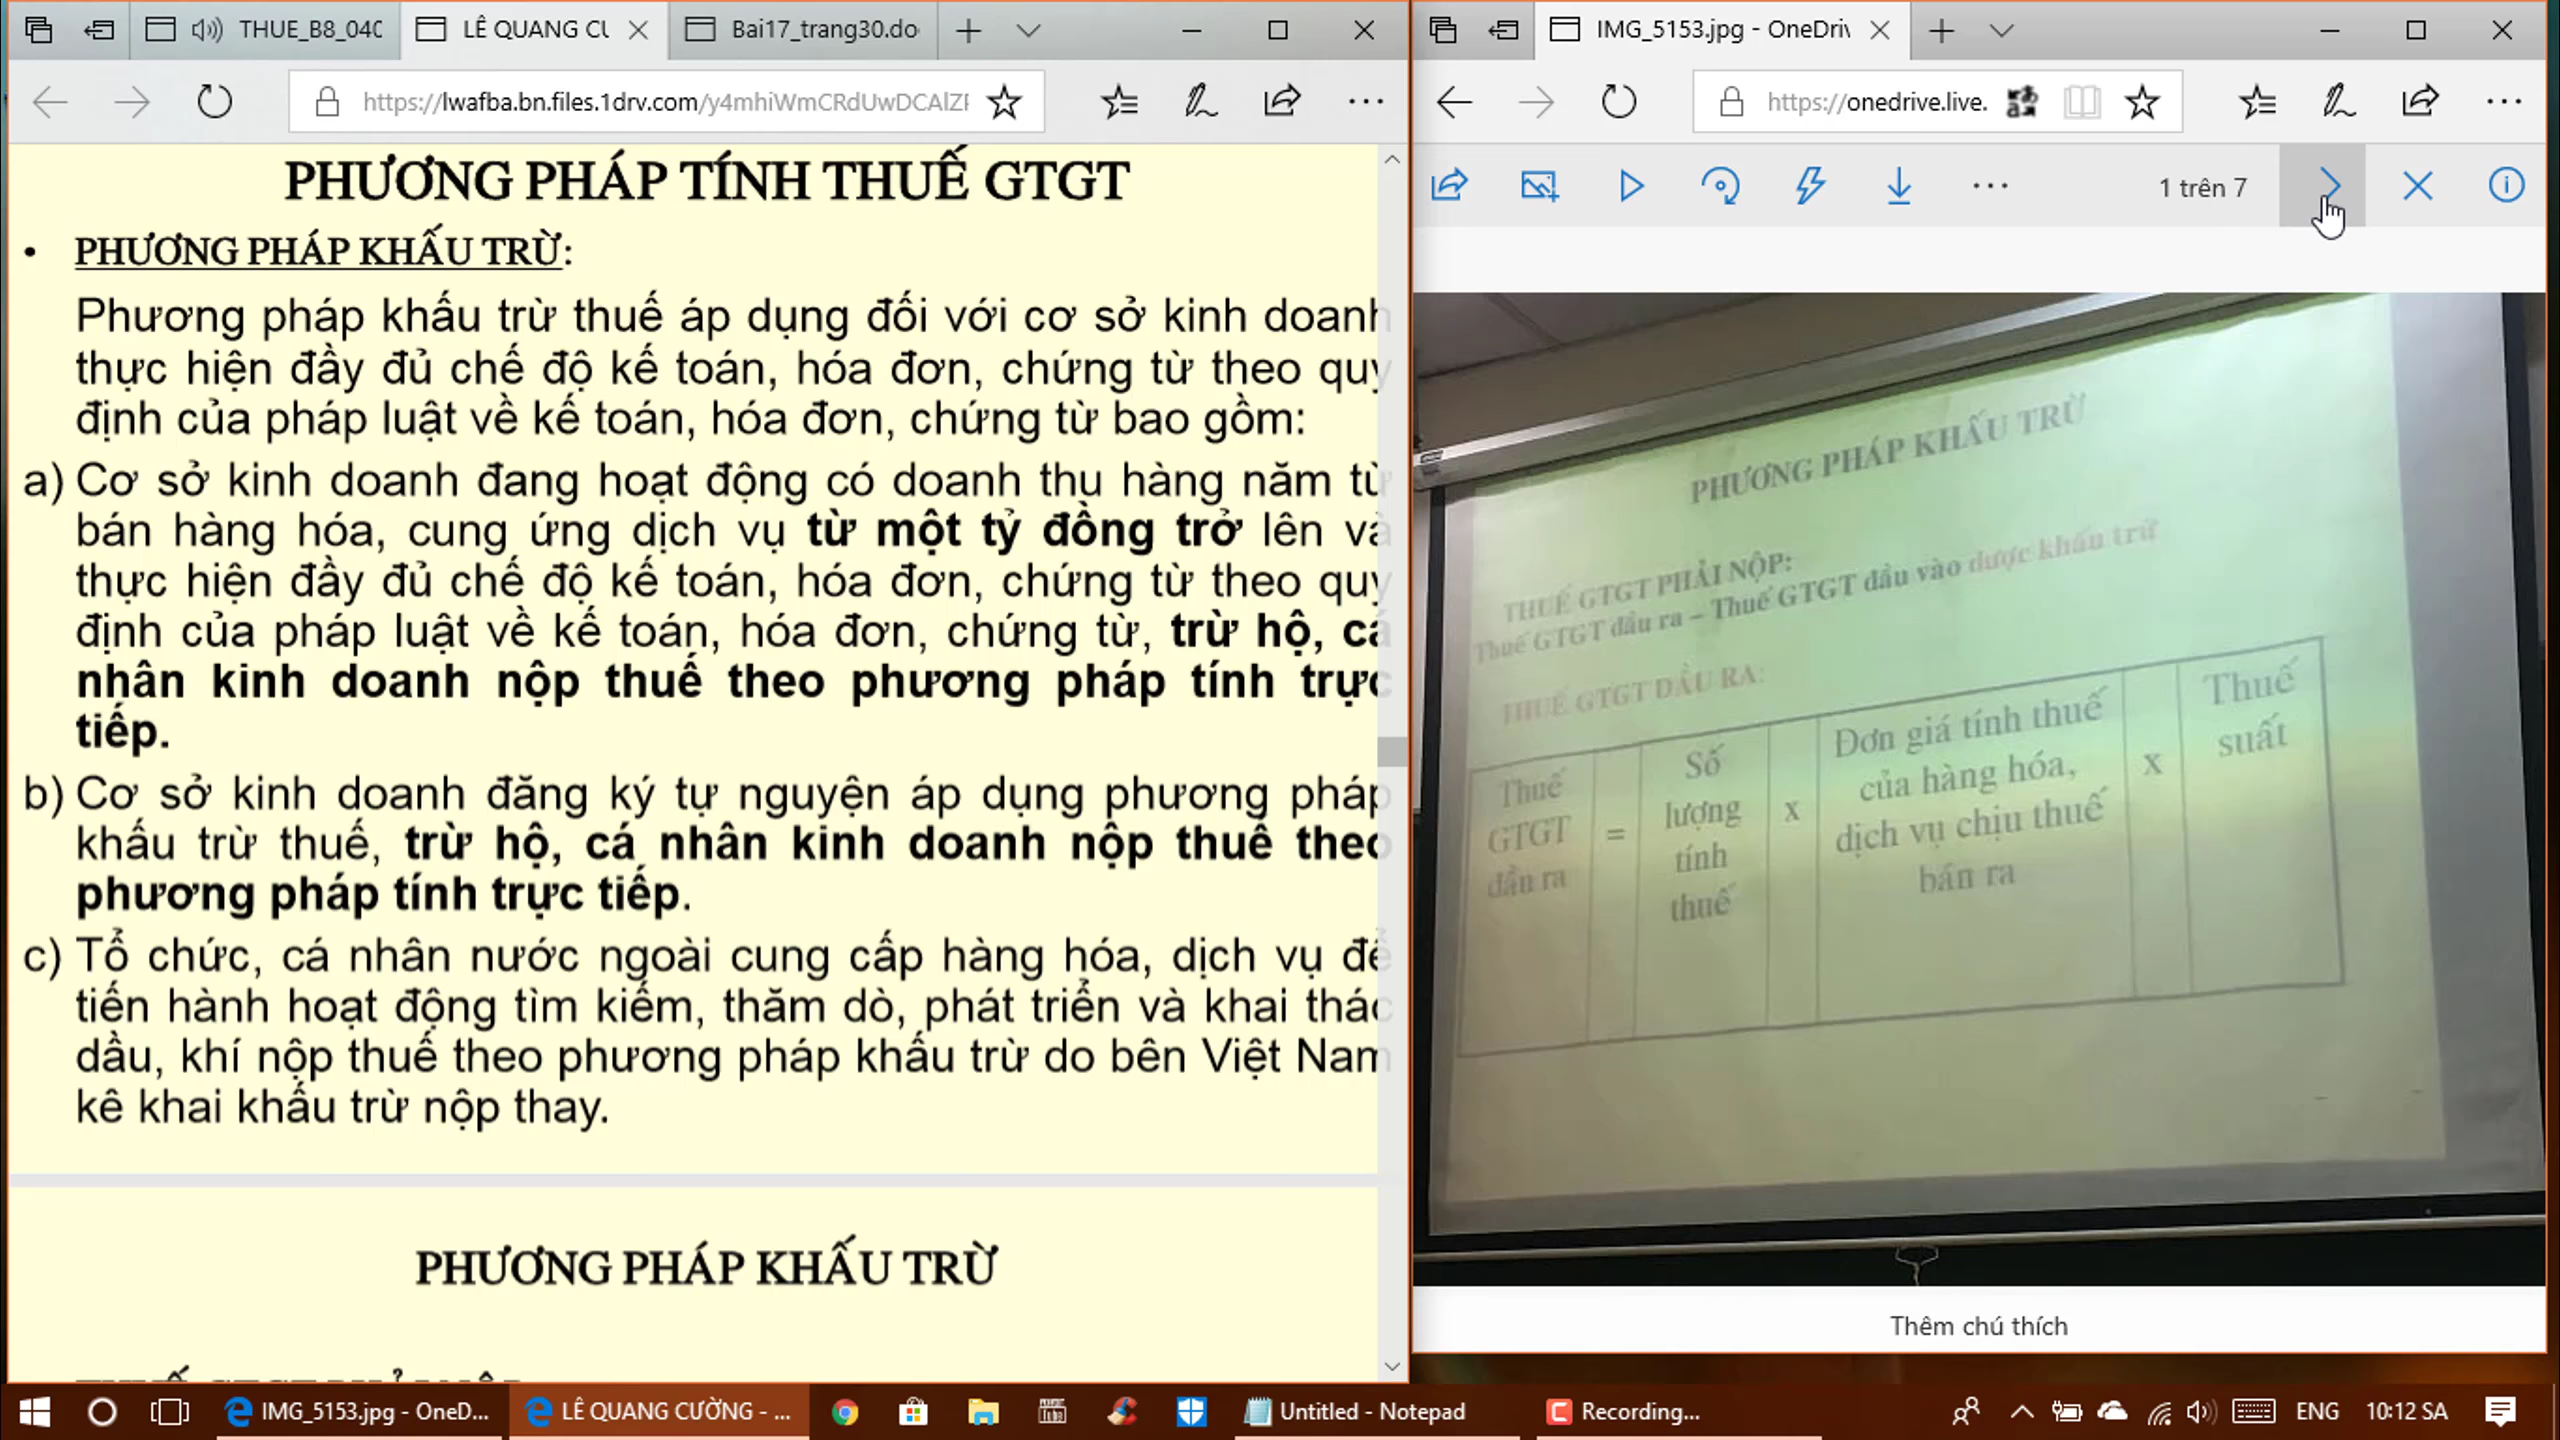 THUE_B8_040
LÊ QUANG CƯ
Bai17_trang30.do
https://lwafba.bn.files.1drv.com/y4mhiWmCRdUwDCAlZF
PHƯƠNG PHÁP TÍNH THUẾ GTGT
• PHƯƠNG PHÁP KHẤU TRỪ:
Phương pháp khấu trừ thuế áp dụng đối với cơ sở kinh doanh
thực hiện đầy đủ chế độ kế toán, hóa đơn, chứng từ theo quy
định của pháp luật về kế toán, hóa đơn, chứng từ bao gồm:
a) Cơ sở kinh doanh đang hoạt động có doanh thu hàng năm từ
bán hàng hóa, cung ứng dịch vụ từ một tỷ đồng trở lên và
thực hiện đầy đủ chế độ kế toán, hóa đơn, chứng từ theo quy
định của pháp luật về kế toán, hóa đơn, chứng từ, trừ hộ, cá
nhân kinh doanh nộp thuế theo phương pháp tính trực
tiếp.
b) Cơ sở kinh doanh đăng ký tự nguyện áp dụng phương pháp
khấu trừ thuế, trừ hộ, cá nhân kinh doanh nộp thuế theo
phương pháp tính trực tiếp.
c) Tổ chức, cá nhân nước ngoài cung cấp hàng hóa, dịch vụ để
tiến hành hoạt động tìm kiếm, thăm dò, phát triển và khai thác
dầu, khí nộp thuế theo phương pháp khấu trừ do bên Việt Nam
kê khai khấu trừ nộp thay.
PHƯƠNG PHÁP KHẤU TRỪ
IMG_5153.jpg - OneDriv
https://onedrive.live.
1 trên 7
PHƯƠNG PHÁP KHẤU TRỪ
THUẾ GTGT PHẢI NỘP:
Thuế GTGT đầu ra – Thuế GTGT đầu vào được khấu trừ
THUẾ GTGT ĐẦU RA:
Thuế
GTGT
đầu ra
=
Số
lượng
tính
thuế
x
Đơn giá tính thuế
của hàng hóa,
dịch vụ chịu thuế
bán ra
x
Thuế
suất
Thêm chú thích
IMG_5153.jpg - OneD...
LÊ QUANG CƯỜNG - ...
Untitled - Notepad
Recording...
ENG
10:12 SA